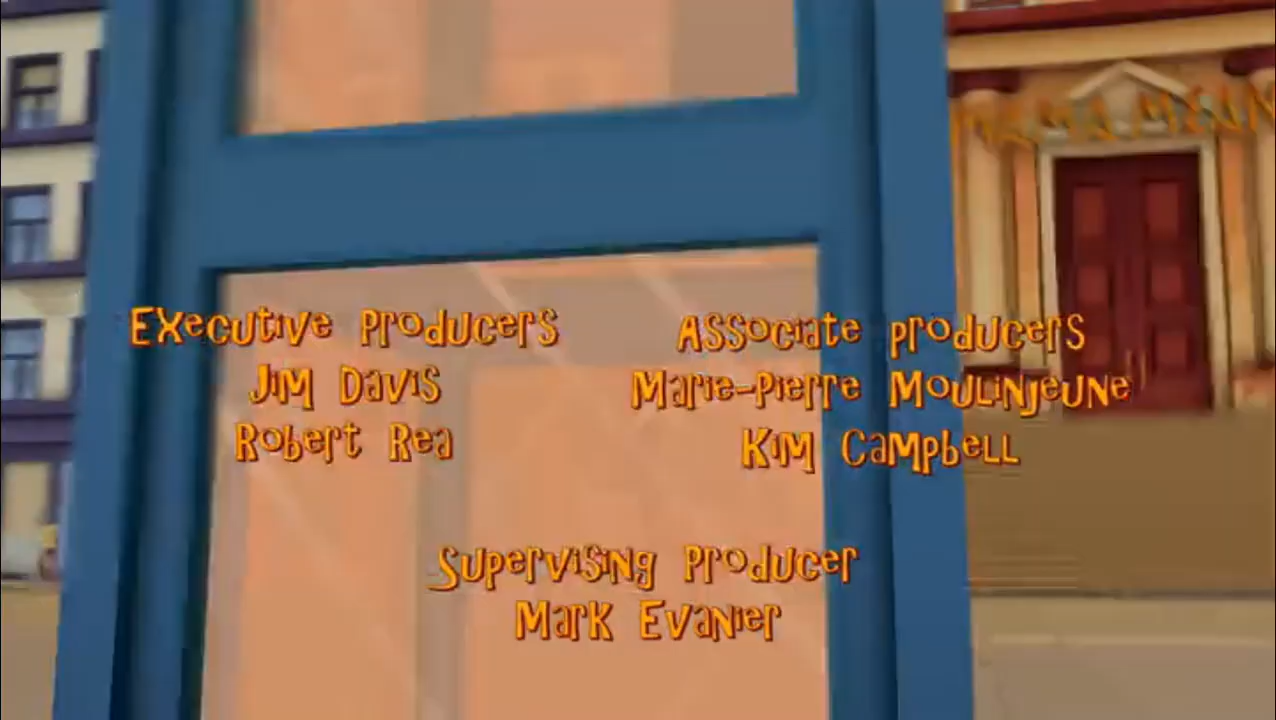 Executive Producers
Jim Davis
Robert Rea
Associate Producers
Marie-Pierre Moulinjeune
Kim Campbell
Supervising Producer
Mark Evanier